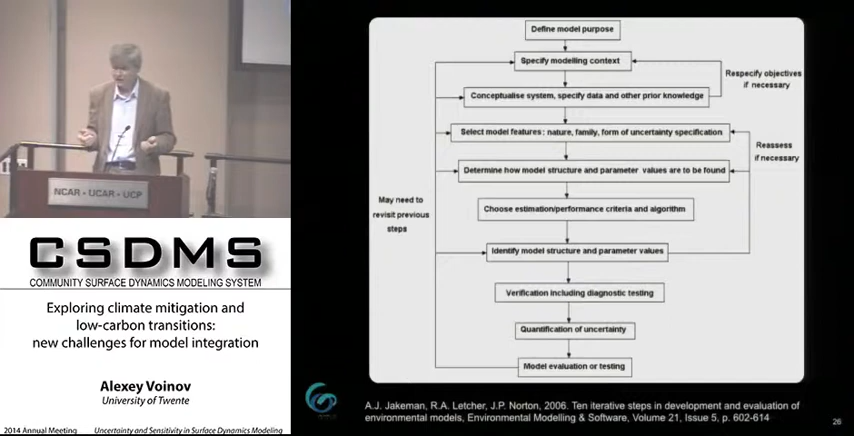 NCAR - UCAR - UCP
CSDMS
COMMUNITY SURFACE DYNAMICS MODELING SYSTEM
Exploring climate mitigation and
low-carbon transitions:
new challenges for model integration
Alexey Voinov
University of Twente
2014 Annual Meeting
Uncertainty and Sensitivity in Surface Dynamics Modeling
Define model purpose
Specify modelling context
Respecify objectives
if necessary
Conceptualise system, specify data and other prior knowledge
Select model features: nature, family, form of uncertainty specification
Reassess
if necessary
Determine how model structure and parameter values are to be found
May need to
revisit previous
steps
Choose estimation/performance criteria and algorithm
Identify model structure and parameter values
Verification including diagnostic testing
Quantification of uncertainty
Model evaluation or testing
A.J. Jakeman, R.A. Letcher, J.P. Norton, 2006. Ten iterative steps in development and evaluation of
environmental models, Environmental Modelling & Software, Volume 21, Issue 5, p. 602-614
26